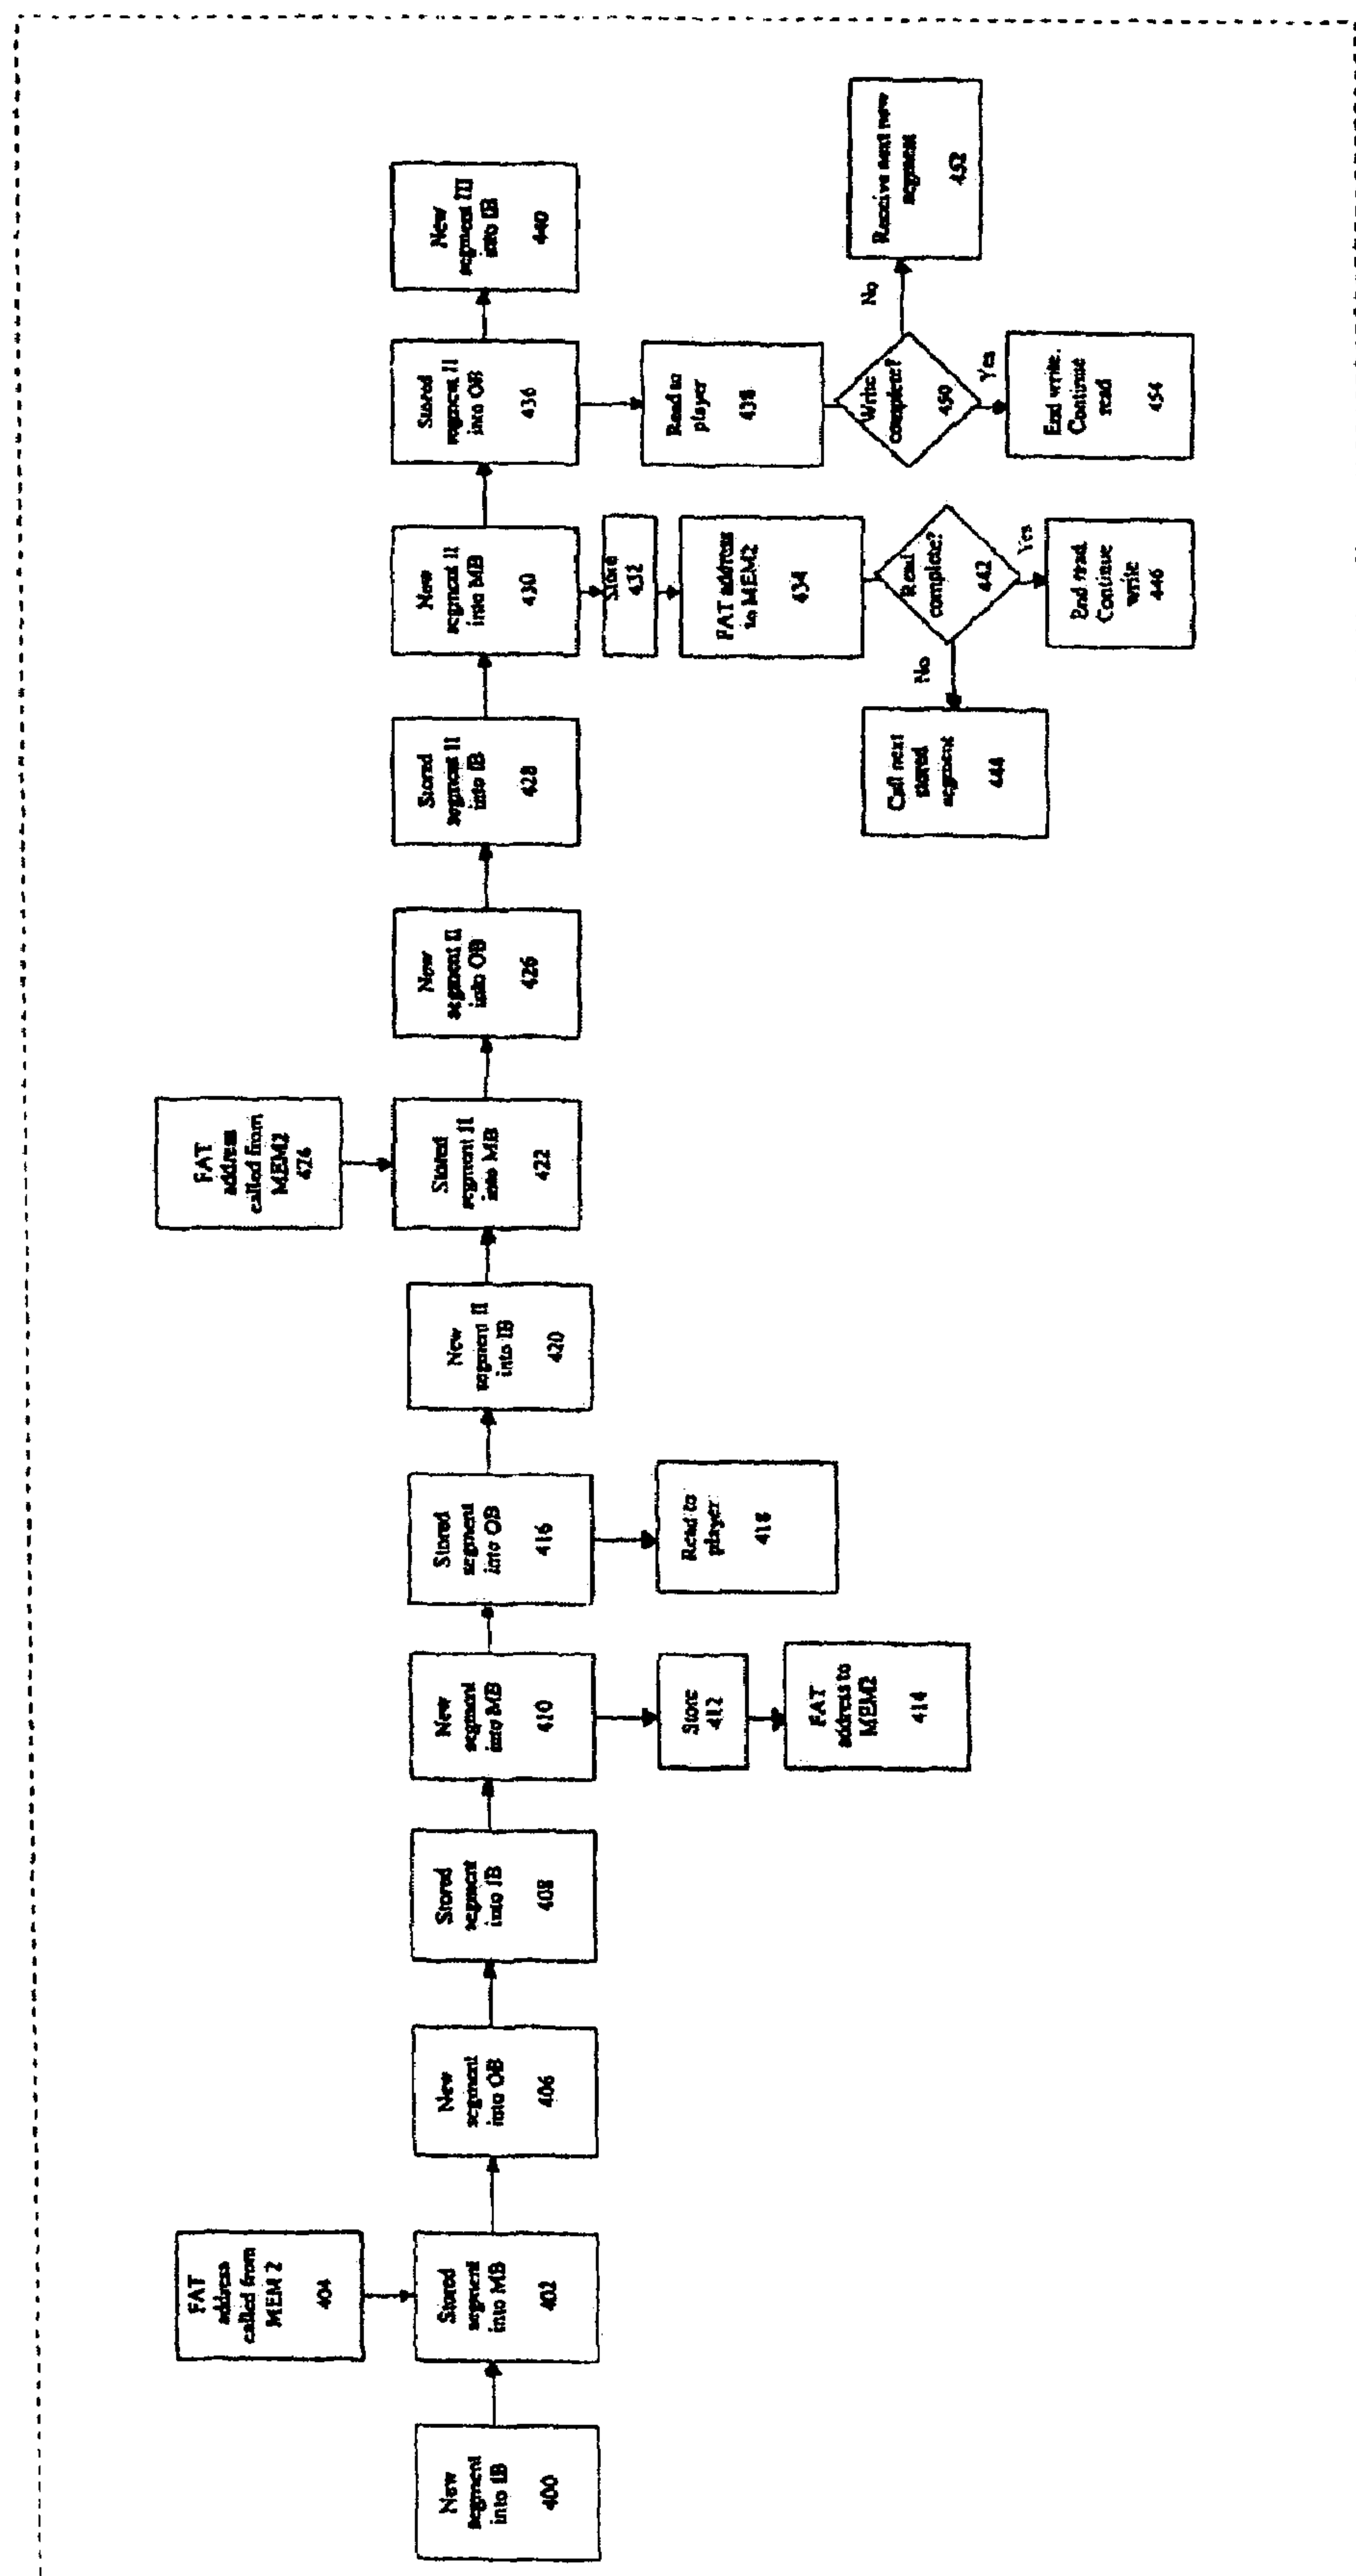 New
segment
into IB
400
FAT
address
called from
MEM 2
404
Stored
segment
into MB
402
New
segment
into OB
406
Stored
segment
into IB
408
New
segment
into MB
410
Store
412
FAT
address to
MEM2
414
Stored
segment
into OB
416
Read to
player
418
New
segment II
into IB
420
FAT
address
called from
MEM2
424
Stored
segment II
into MB
422
New
segment II
into OB
426
Stored
segment II
into IB
428
New
segment II
into MB
430
Store
432
FAT address
to MEM2
434
Read
complete?
442
No
Call next
stored
segment
444
Yes
End read.
Continue
write
446
Stored
segment II
into OB
436
Read to
player
438
Write
complete?
450
No
Receive next new
segment
452
Yes
End write.
Continue
read
454
New
segment III
into IB
440